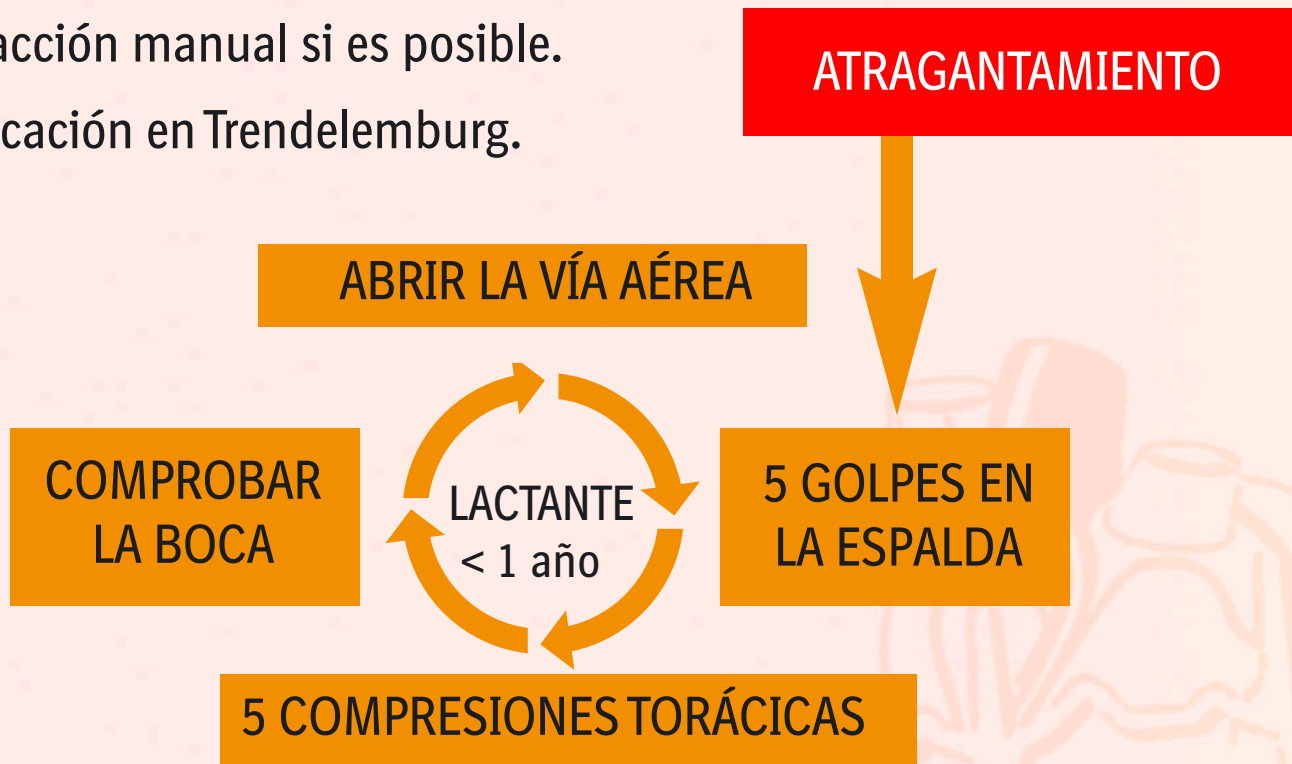 acción manual si es posible.
cación en Trendelemburg.
ATRAGANTAMIENTO
ABRIR LA VÍA AÉREA
COMPROBAR
LA BOCA
LACTANTE
< 1 año
5 GOLPES EN
LA ESPALDA
5 COMPRESIONES TORÁCICAS